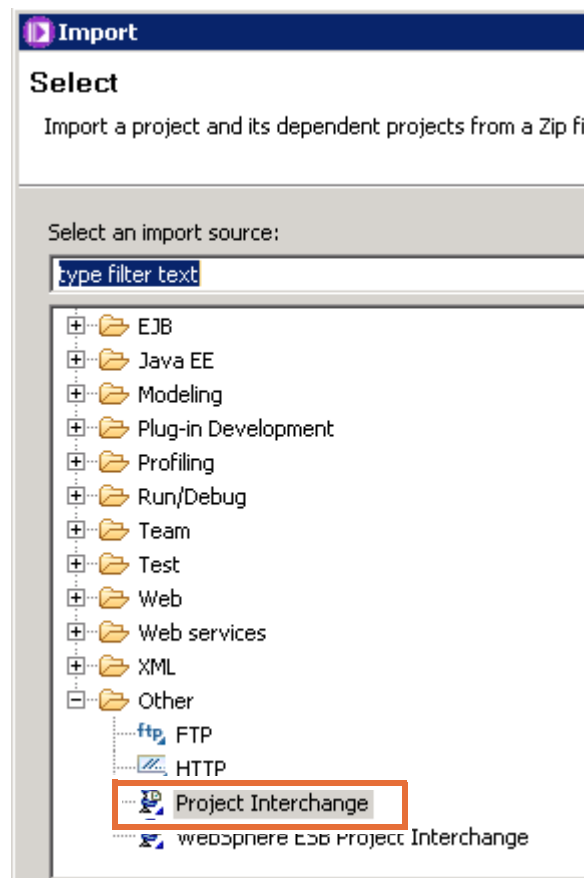 Import
Select
Import a project and its dependent projects from a Zip fi
Select an import source:
type filter text
EJB
Java EE
Modeling
Plug-in Development
Profiling
Run/Debug
Team
Test
Web
Web services
XML
Other
ftp FTP
HTTP
Project Interchange
WebSphere ESB Project Interchange